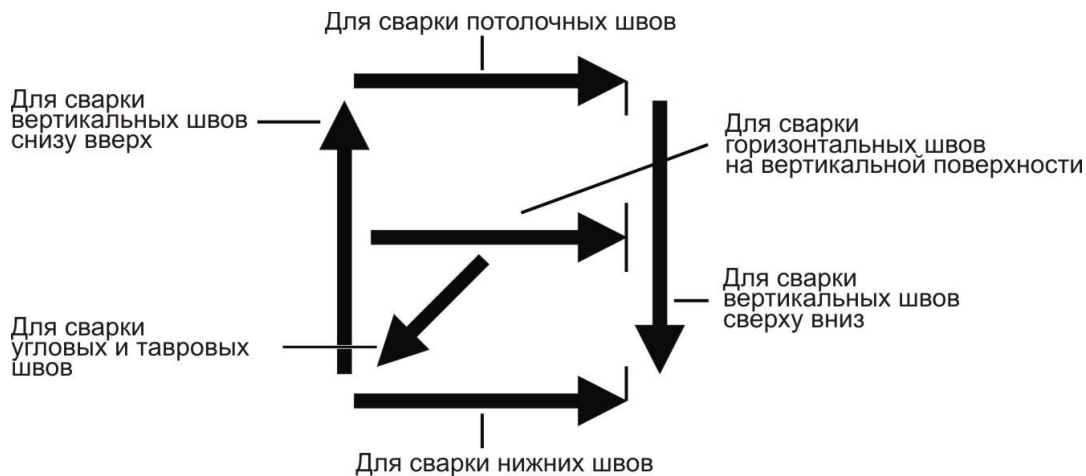 Для сварки потолочных швов
Для сварки
вертикальных швов
снизу вверх
Для сварки
горизонтальных швов
на вертикальной поверхности
Для сварки
вертикальных швов
сверху вниз
Для сварки
угловых и тавровых
швов
Для сварки нижних швов